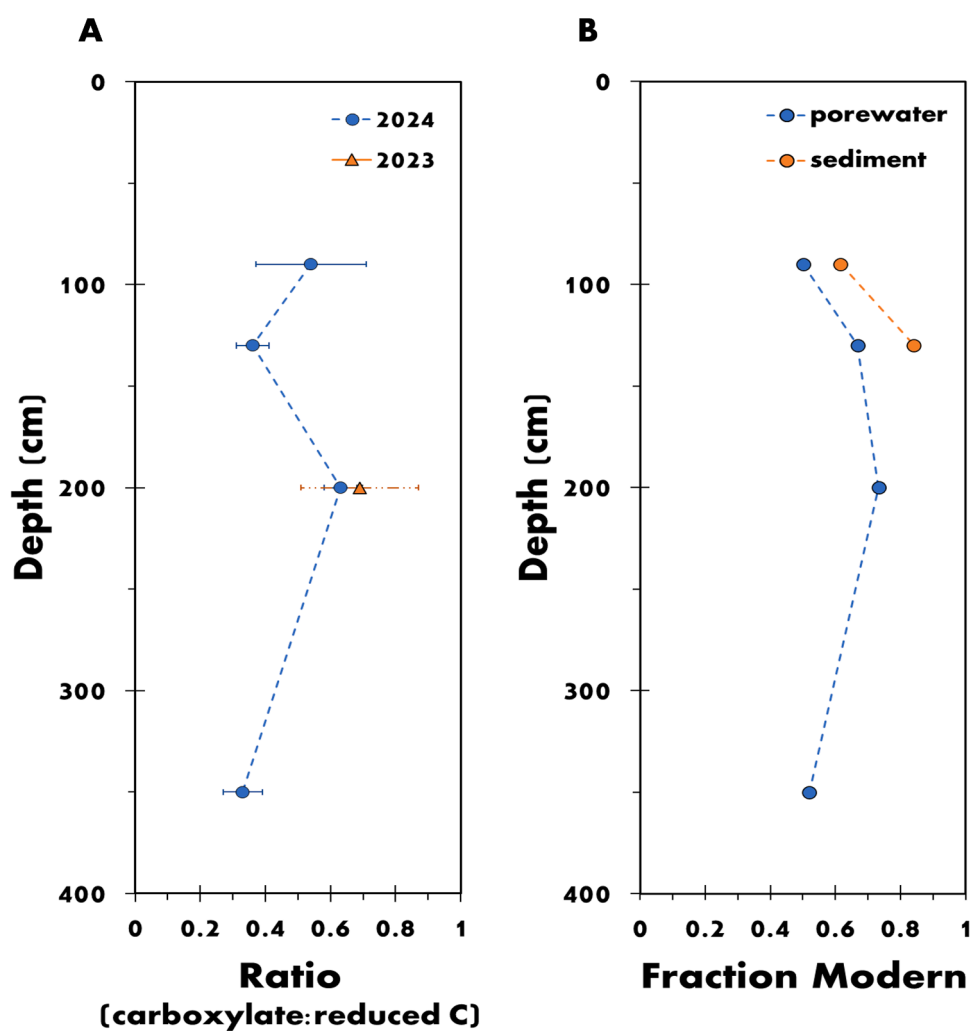 A
0
100
200
300
400
0
0.2
0.4
0.6
0.8
1
2024
2023
Depth (cm)
Ratio
(carboxylate:reduced C)
B
0
100
200
300
400
0
0.2
0.4
0.6
0.8
1
porewater
sediment
Depth (cm)
Fraction Modern